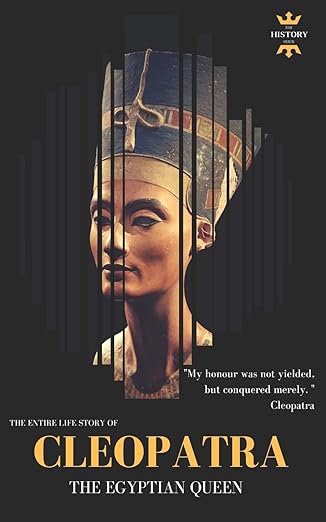 THE
HISTORY
HOUR
"My honour was not yielded,
but conquered merely. "
Cleopatra
THE ENTIRE LIFE STORY OF
CLEOPATRA
THE EGYPTIAN QUEEN